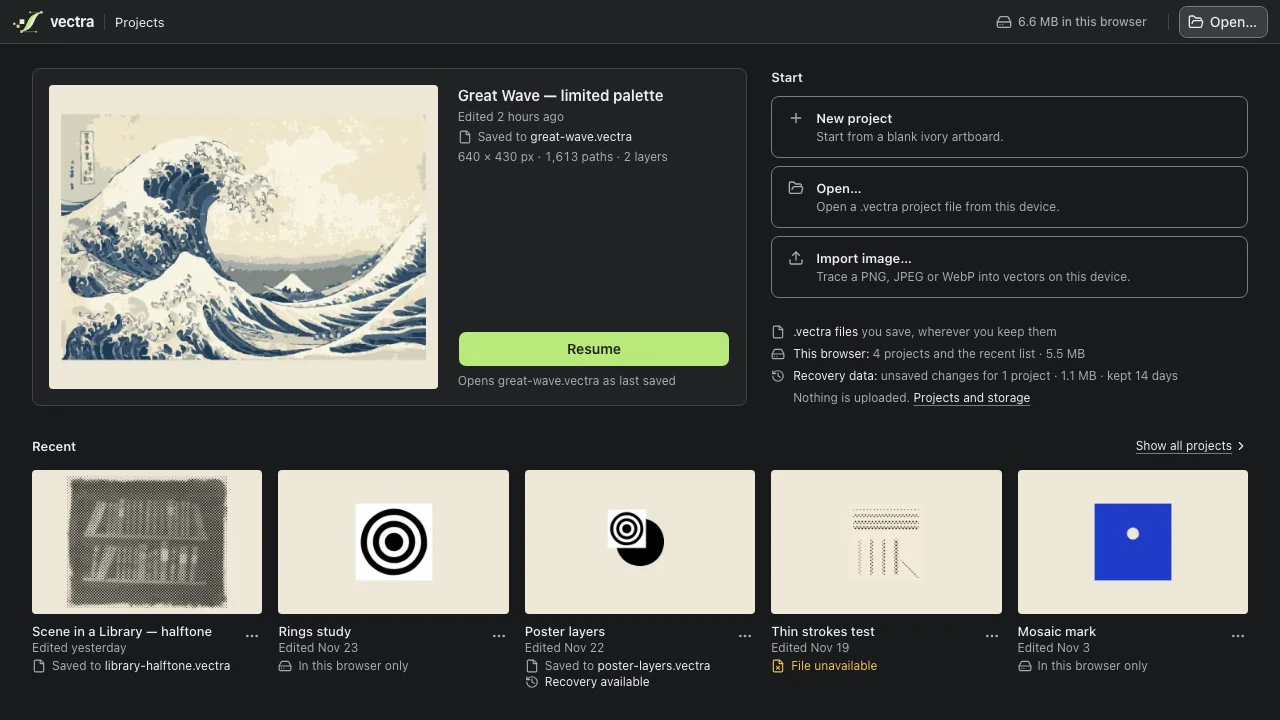 vectra
Projects
6.6 MB in this browser
Open...
Great Wave — limited palette
Edited 2 hours ago
Saved to great-wave.vectra
640 × 430 px · 1,613 paths · 2 layers
Resume
Opens great-wave.vectra as last saved
Start
New project
Start from a blank ivory artboard.
Open...
Open a .vectra project file from this device.
Import image...
Trace a PNG, JPEG or WebP into vectors on this device.
.vectra files you save, wherever you keep them
This browser: 4 projects and the recent list · 5.5 MB
Recovery data: unsaved changes for 1 project · 1.1 MB · kept 14 days
Nothing is uploaded. Projects and storage
Recent
Show all projects
Scene in a Library — halftone
Edited yesterday
Saved to library-halftone.vectra
Rings study
Edited Nov 23
In this browser only
Poster layers
Edited Nov 22
Saved to poster-layers.vectra
Recovery available
Thin strokes test
Edited Nov 19
File unavailable
Mosaic mark
Edited Nov 3
In this browser only